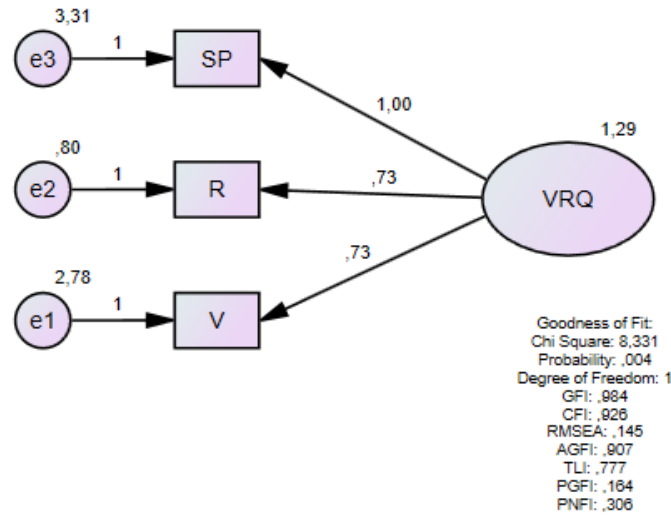 3,31
e3
1
SP
1,00
1,29
,80
e2
1
R
,73
VRQ
,73
2,78
e1
1
V
Goodness of Fit:
Chi Square: 8,331
Probability: ,004
Degree of Freedom: 1
GFI: ,984
CFI: ,926
RMSEA: ,145
AGFI: ,907
TLI: ,777
PGFI: ,164
PNFI: ,306